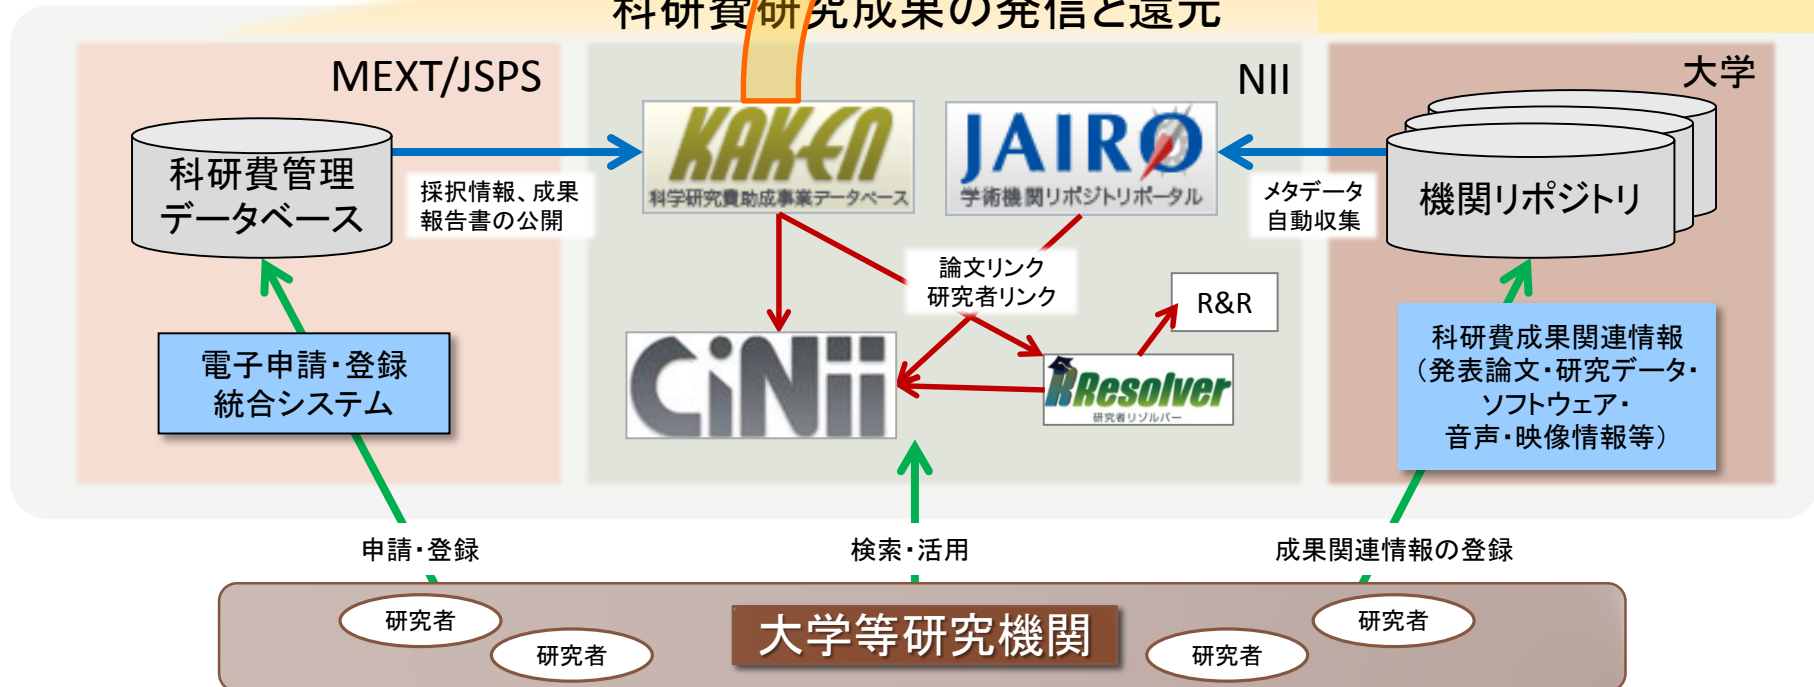 科研費研究成果の発信と還元
MEXT/JSPS
NII
大学
科研費管理
データベース
採択情報、成果
報告書の公開
KAKEN
科学研究費助成事業データベース
JAIRO
学術機関リポジトリポータル
メタデータ
自動収集
機関リポジトリ
論文リンク
研究者リンク
R&R
電子申請・登録
統合システム
CiNii
RResolver
研究者リゾルバー
科研費成果関連情報
（発表論文・研究データ・
ソフトウェア・
音声・映像情報等）
申請・登録
検索・活用
成果関連情報の登録
研究者
研究者
大学等研究機関
研究者
研究者